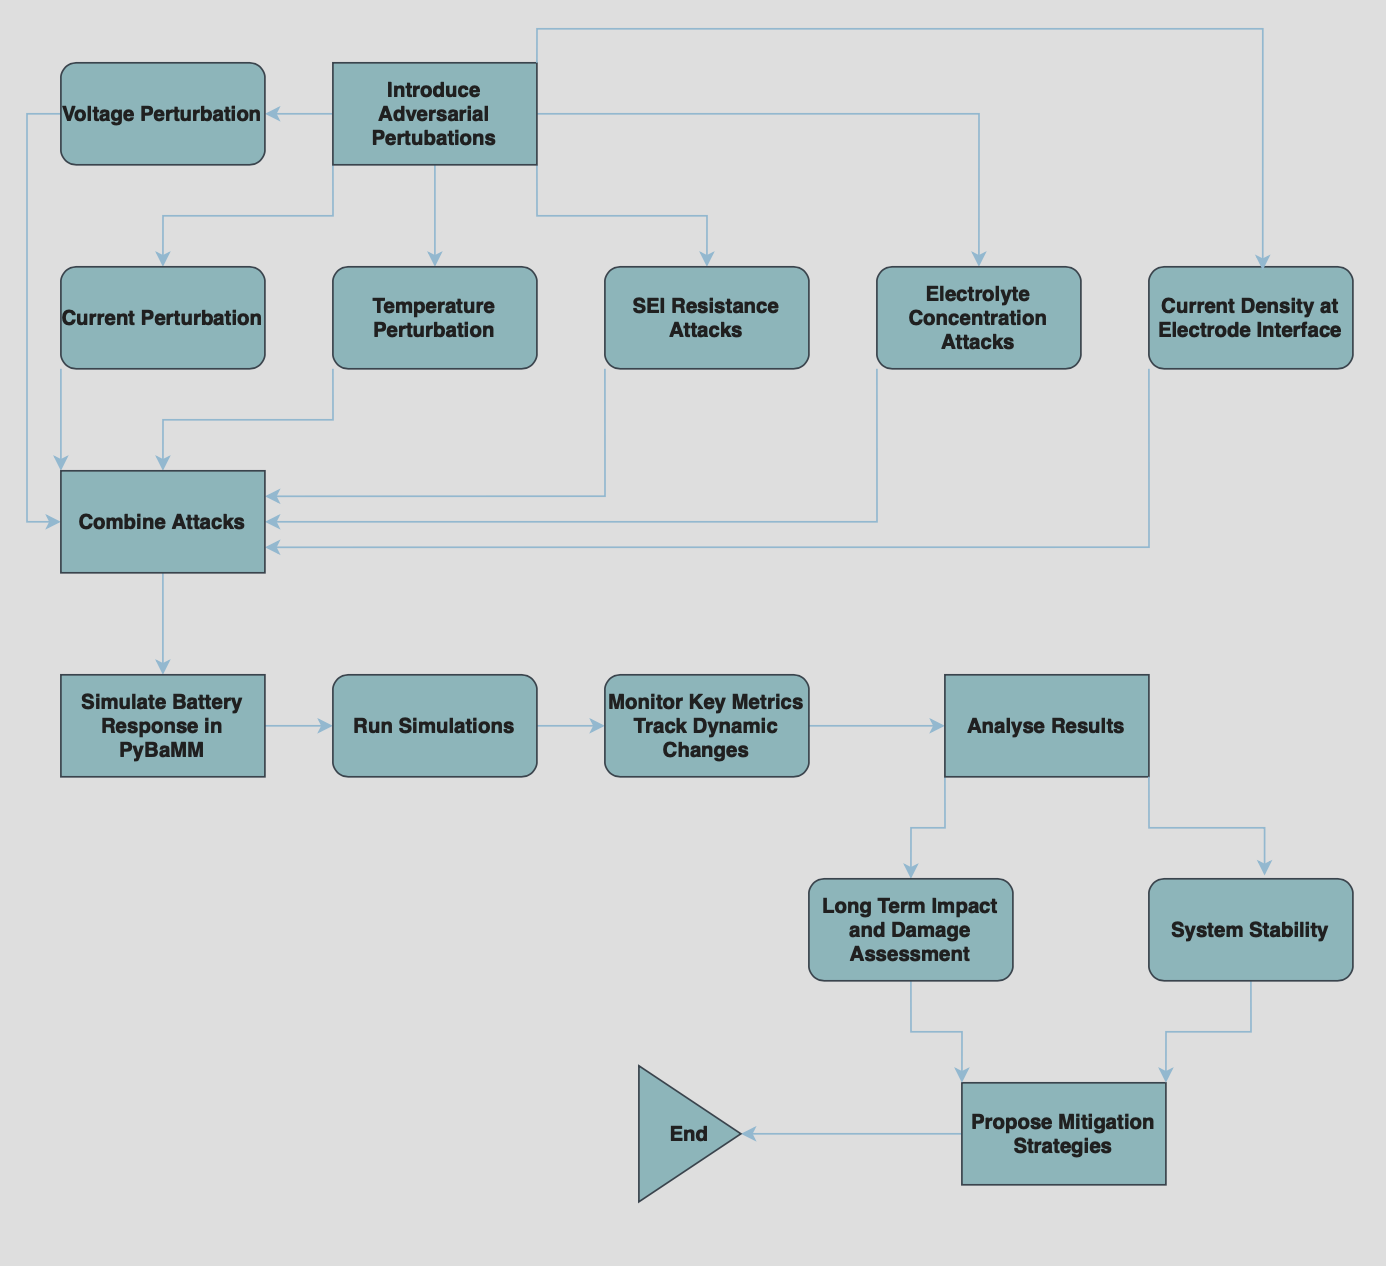 Voltage Perturbation
Introduce
Adversarial
Pertubations
Current Perturbation
Temperature
Perturbation
SEI Resistance
Attacks
Electrolyte
Concentration
Attacks
Current Density at
Electrode Interface
Combine Attacks
Simulate Battery
Response in
PyBaMM
Run Simulations
Monitor Key Metrics
Track Dynamic
Changes
Analyse Results
Long Term Impact
and Damage
Assessment
System Stability
End
Propose Mitigation
Strategies